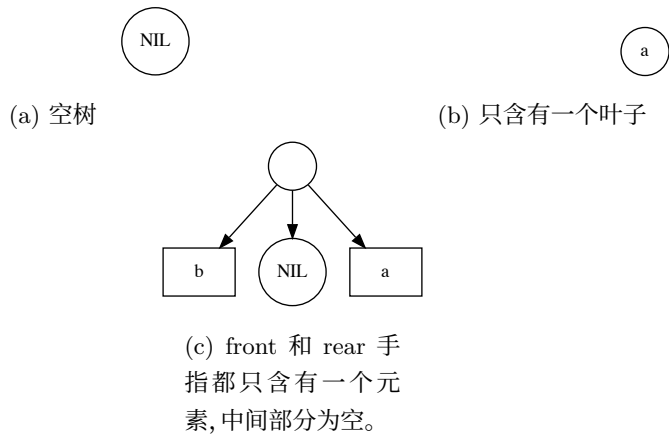 NIL
a
(a) 空树
(b) 只含有一个叶子
b
NIL
a
(c) front 和 rear 手
指都只含有一个元
素, 中间部分为空。